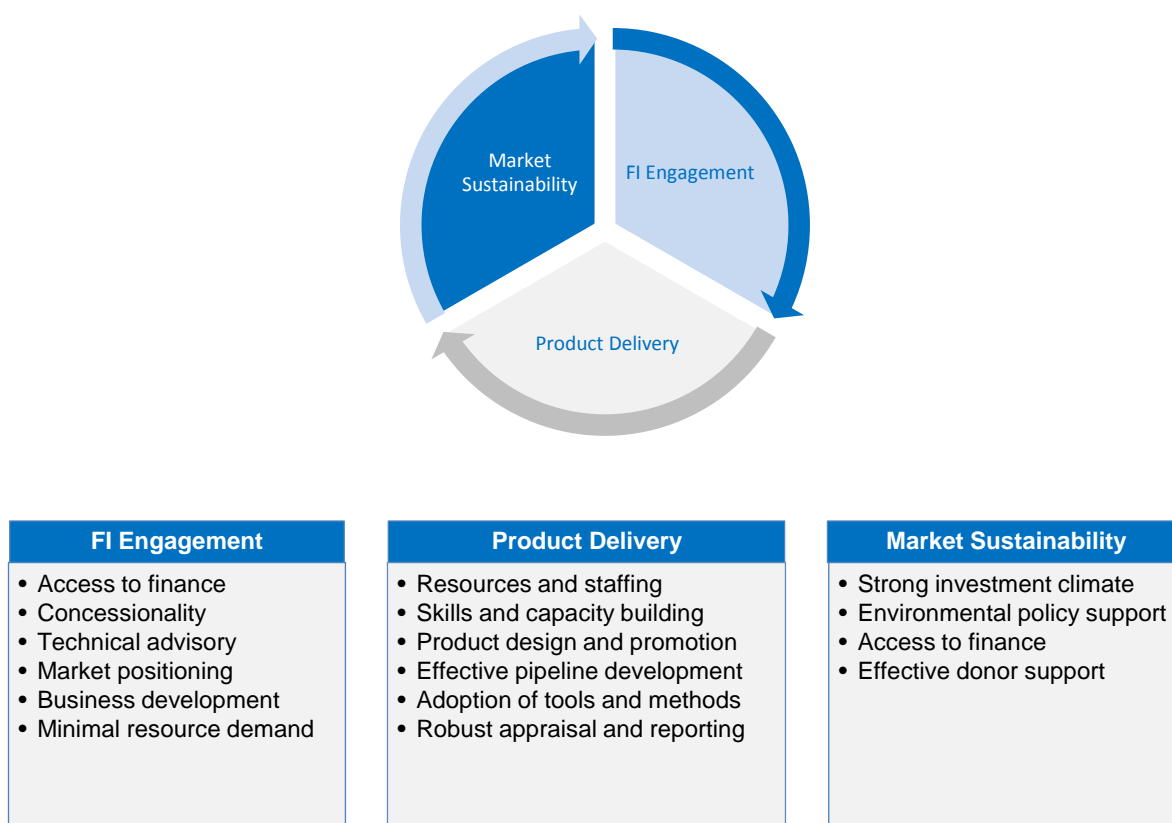 Market
Sustainability
FI Engagement
Product Delivery
FI Engagement
• Access to finance
• Concessionality
• Technical advisory
• Market positioning
• Business development
• Minimal resource demand
Product Delivery
• Resources and staffing
• Skills and capacity building
• Product design and promotion
• Effective pipeline development
• Adoption of tools and methods
• Robust appraisal and reporting
Market Sustainability
• Strong investment climate
• Environmental policy support
• Access to finance
• Effective donor support